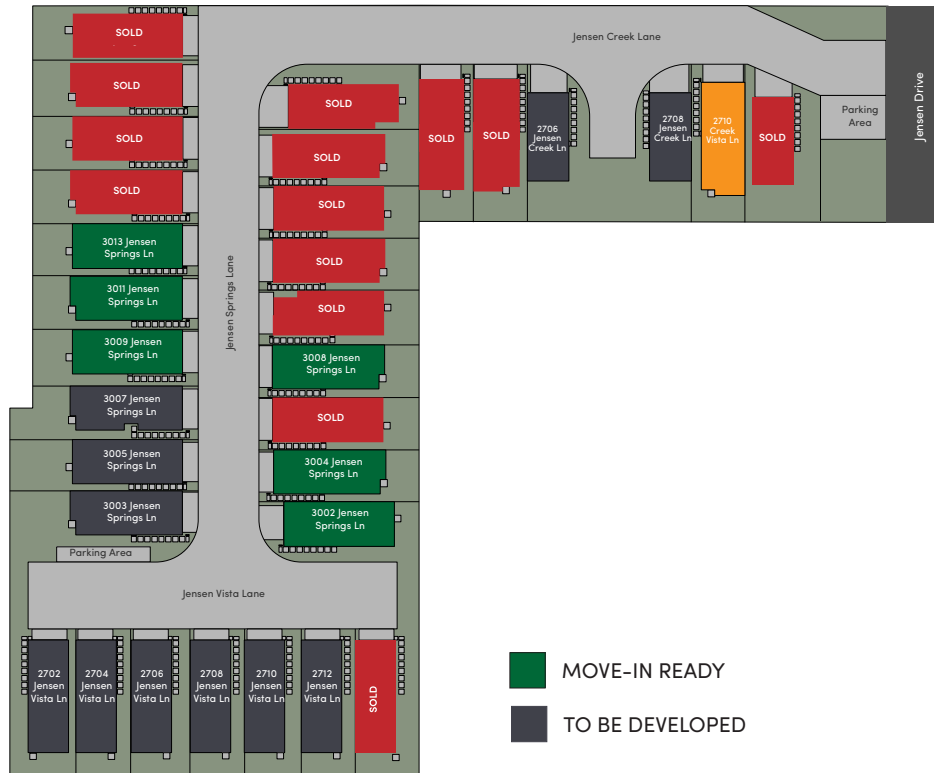 SOLD
Jensen Creek Lane
Jensen Drive
SOLD
SOLD
SOLD
SOLD
2706
Jensen
Creek Ln
2708
Jensen
Creek Ln
2710
Creek
Vista Ln
SOLD
Parking
Area
SOLD
SOLD
SOLD
SOLD
SOLD
3013 Jensen
Springs Ln
SOLD
3011 Jensen
Springs Ln
SOLD
Jensen Springs Lane
3009 Jensen
Springs Ln
3008 Jensen
Springs Ln
3007 Jensen
Springs Ln
SOLD
3005 Jensen
Springs Ln
3004 Jensen
Springs Ln
3003 Jensen
Springs Ln
3002 Jensen
Springs Ln
Parking Area
Jensen Vista Lane
2702
Jensen
Vista Ln
2704
Jensen
Vista Ln
2706
Jensen
Vista Ln
2708
Jensen
Vista Ln
2710
Jensen
Vista Ln
2712
Jensen
Vista Ln
SOLD
MOVE-IN READY
TO BE DEVELOPED